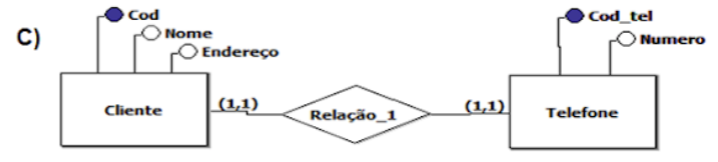 Cod
Cod_tel
C)
Nome
Endereço
Numero
Cliente
(1,1)
Relação_1
(1,1)
Telefone